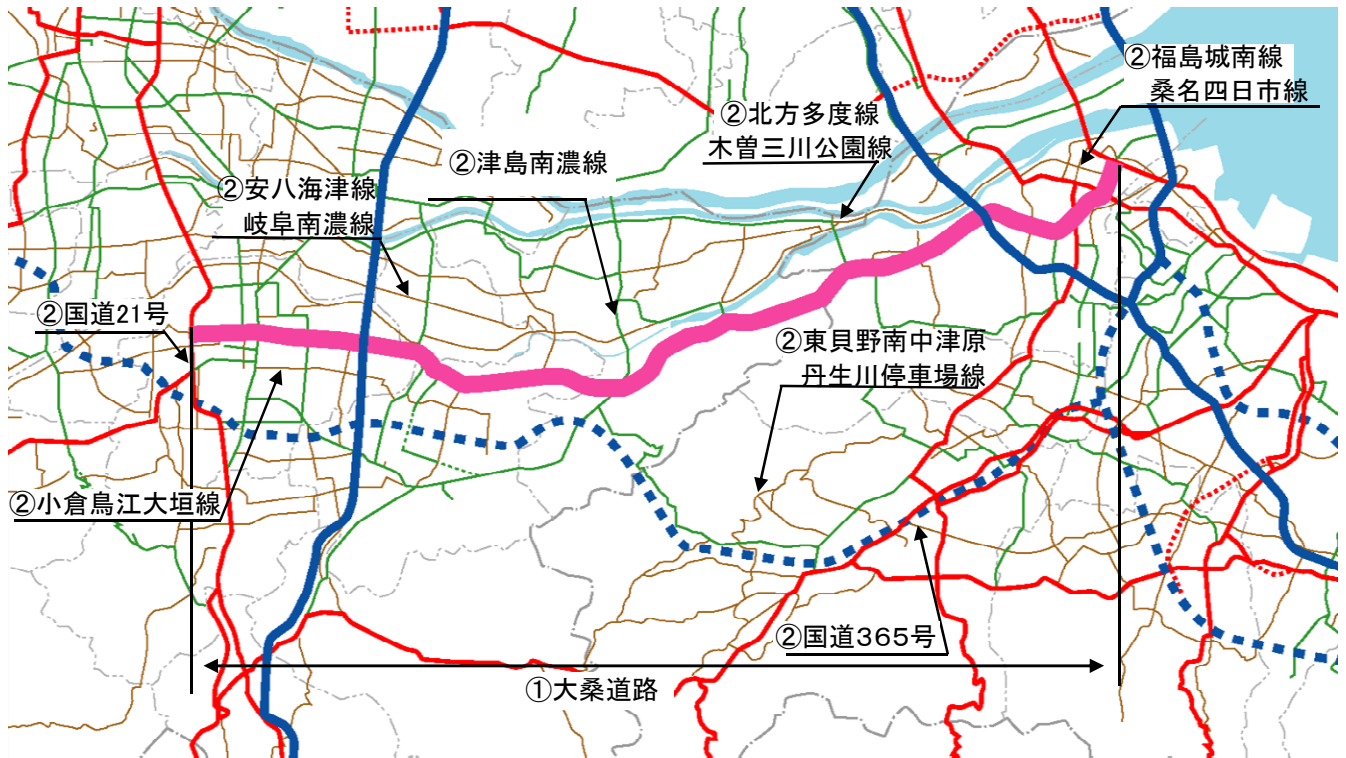 ②福島城南線
桑名四日市線
②北方多度線
木曽三川公園線
②津島南濃線
②安八海津線
岐阜南濃線
②国道21号
②東貝野南中津原
丹生川停車場線
②小倉烏江大垣線
②国道365号
①大桑道路